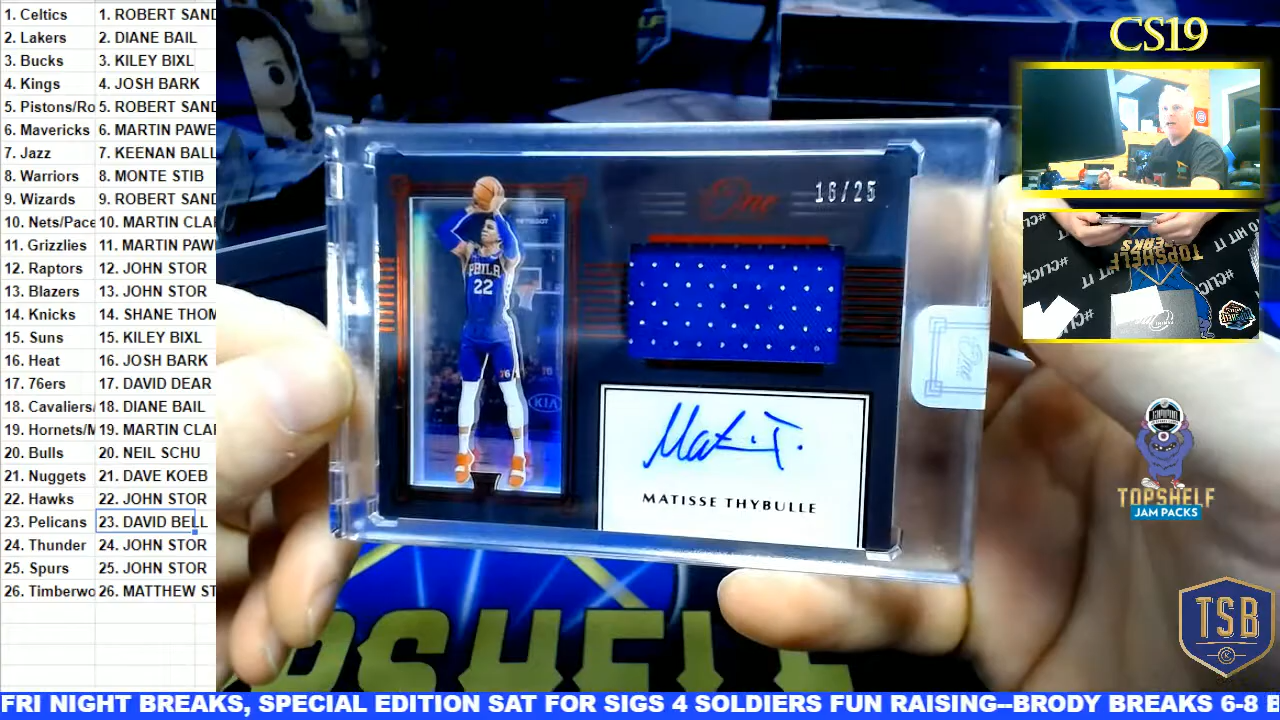 1. Celtics 1. ROBERT SAND
2. Lakers 2. DIANE BAIL
3. Bucks 3. KILEY BIXL
4. Kings 4. JOSH BARK
5. Pistons/Ro 5. ROBERT SAND
6. Mavericks 6. MARTIN PAWE
7. Jazz 7. KEENAN BALL
8. Warriors 8. MONTE STIB
9. Wizards 9. ROBERT SAND
10. Nets/Pace 10. MARTIN CLA
11. Grizzlies 11. MARTIN PAW
12. Raptors 12. JOHN STOR
13. Blazers 13. JOHN STOR
14. Knicks 14. SHANE THOM
15. Suns 15. KILEY BIXL
16. Heat 16. JOSH BARK
17. 76ers 17. DAVID DEAR
18. Cavaliers/ 18. DIANE BAIL
19. Hornets/M 19. MARTIN CLA
20. Bulls 20. NEIL SCHU
21. Nuggets 21. DAVE KOEB
22. Hawks 22. JOHN STOR
23. Pelicans 23. DAVID BELL
24. Thunder 24. JOHN STOR
25. Spurs 25. JOHN STOR
26. Timberwo 26. MATTHEW ST
One
16/25
PHILA
22
76
KIA
Mat. T.
MATISSE THYBULLE
One
CS19
TOPSHELF
#CLICK
IT
TOPSHELF
JAM PACKS
TSB
OPSHELF
FRI NIGHT BREAKS, SPECIAL EDITION SAT FOR SIGS 4 SOLDIERS FUN RAISING--BRODY BREAKS 6-8 E